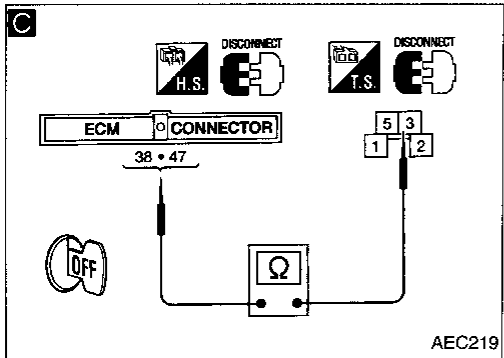 C
DISCONNECT
H.S.
DISCONNECT
T.S.
ECM CONNECTOR
38 • 47
5 3
1 2
OFF
Ω
AEC219